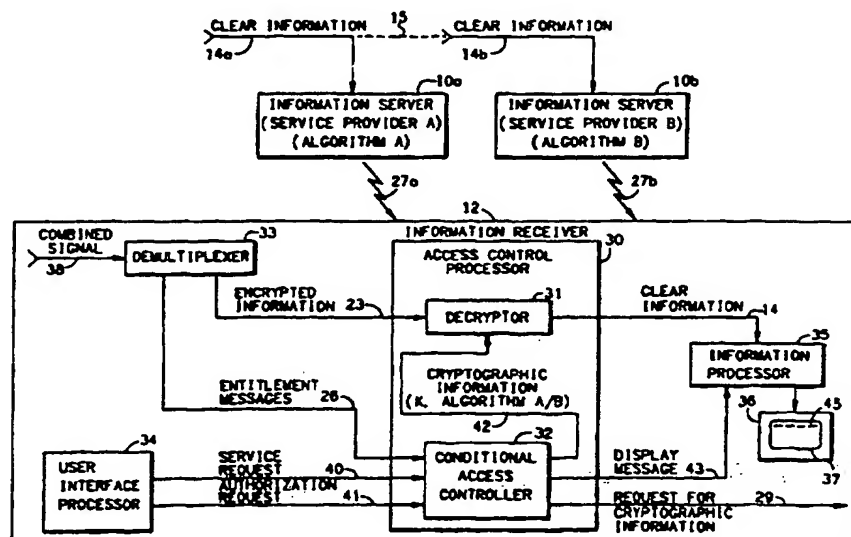 CLEAR INFORMATION
15
CLEAR INFORMATION
14a
14b
10a
10b
INFORMATION SERVER
(SERVICE PROVIDER A)
(ALGORITHM A)
INFORMATION SERVER
(SERVICE PROVIDER B)
(ALGORITHM B)
27a
27b
12
COMBINED
SIGNAL
38
33
DEMULTIPLEXER
INFORMATION RECEIVER
30
ACCESS CONTROL
PROCESSOR
ENCRYPTED
INFORMATION
23
31
DECRYPTOR
CLEAR
INFORMATION
14
35
INFORMATION
PROCESSOR
CRYPTOGRAPHIC
INFORMATION
(K, ALGORITHM A/B)
42
ENTITLEMENT
MESSAGES
26
36
45
37
34
USER
INTERFACE
PROCESSOR
SERVICE
REQUEST
40
AUTHORIZATION
REQUEST
41
32
CONDITIONAL
ACCESS
CONTROLLER
DISPLAY
MESSAGE
43
REQUEST FOR
CRYPTOGRAPHIC
INFORMATION
29